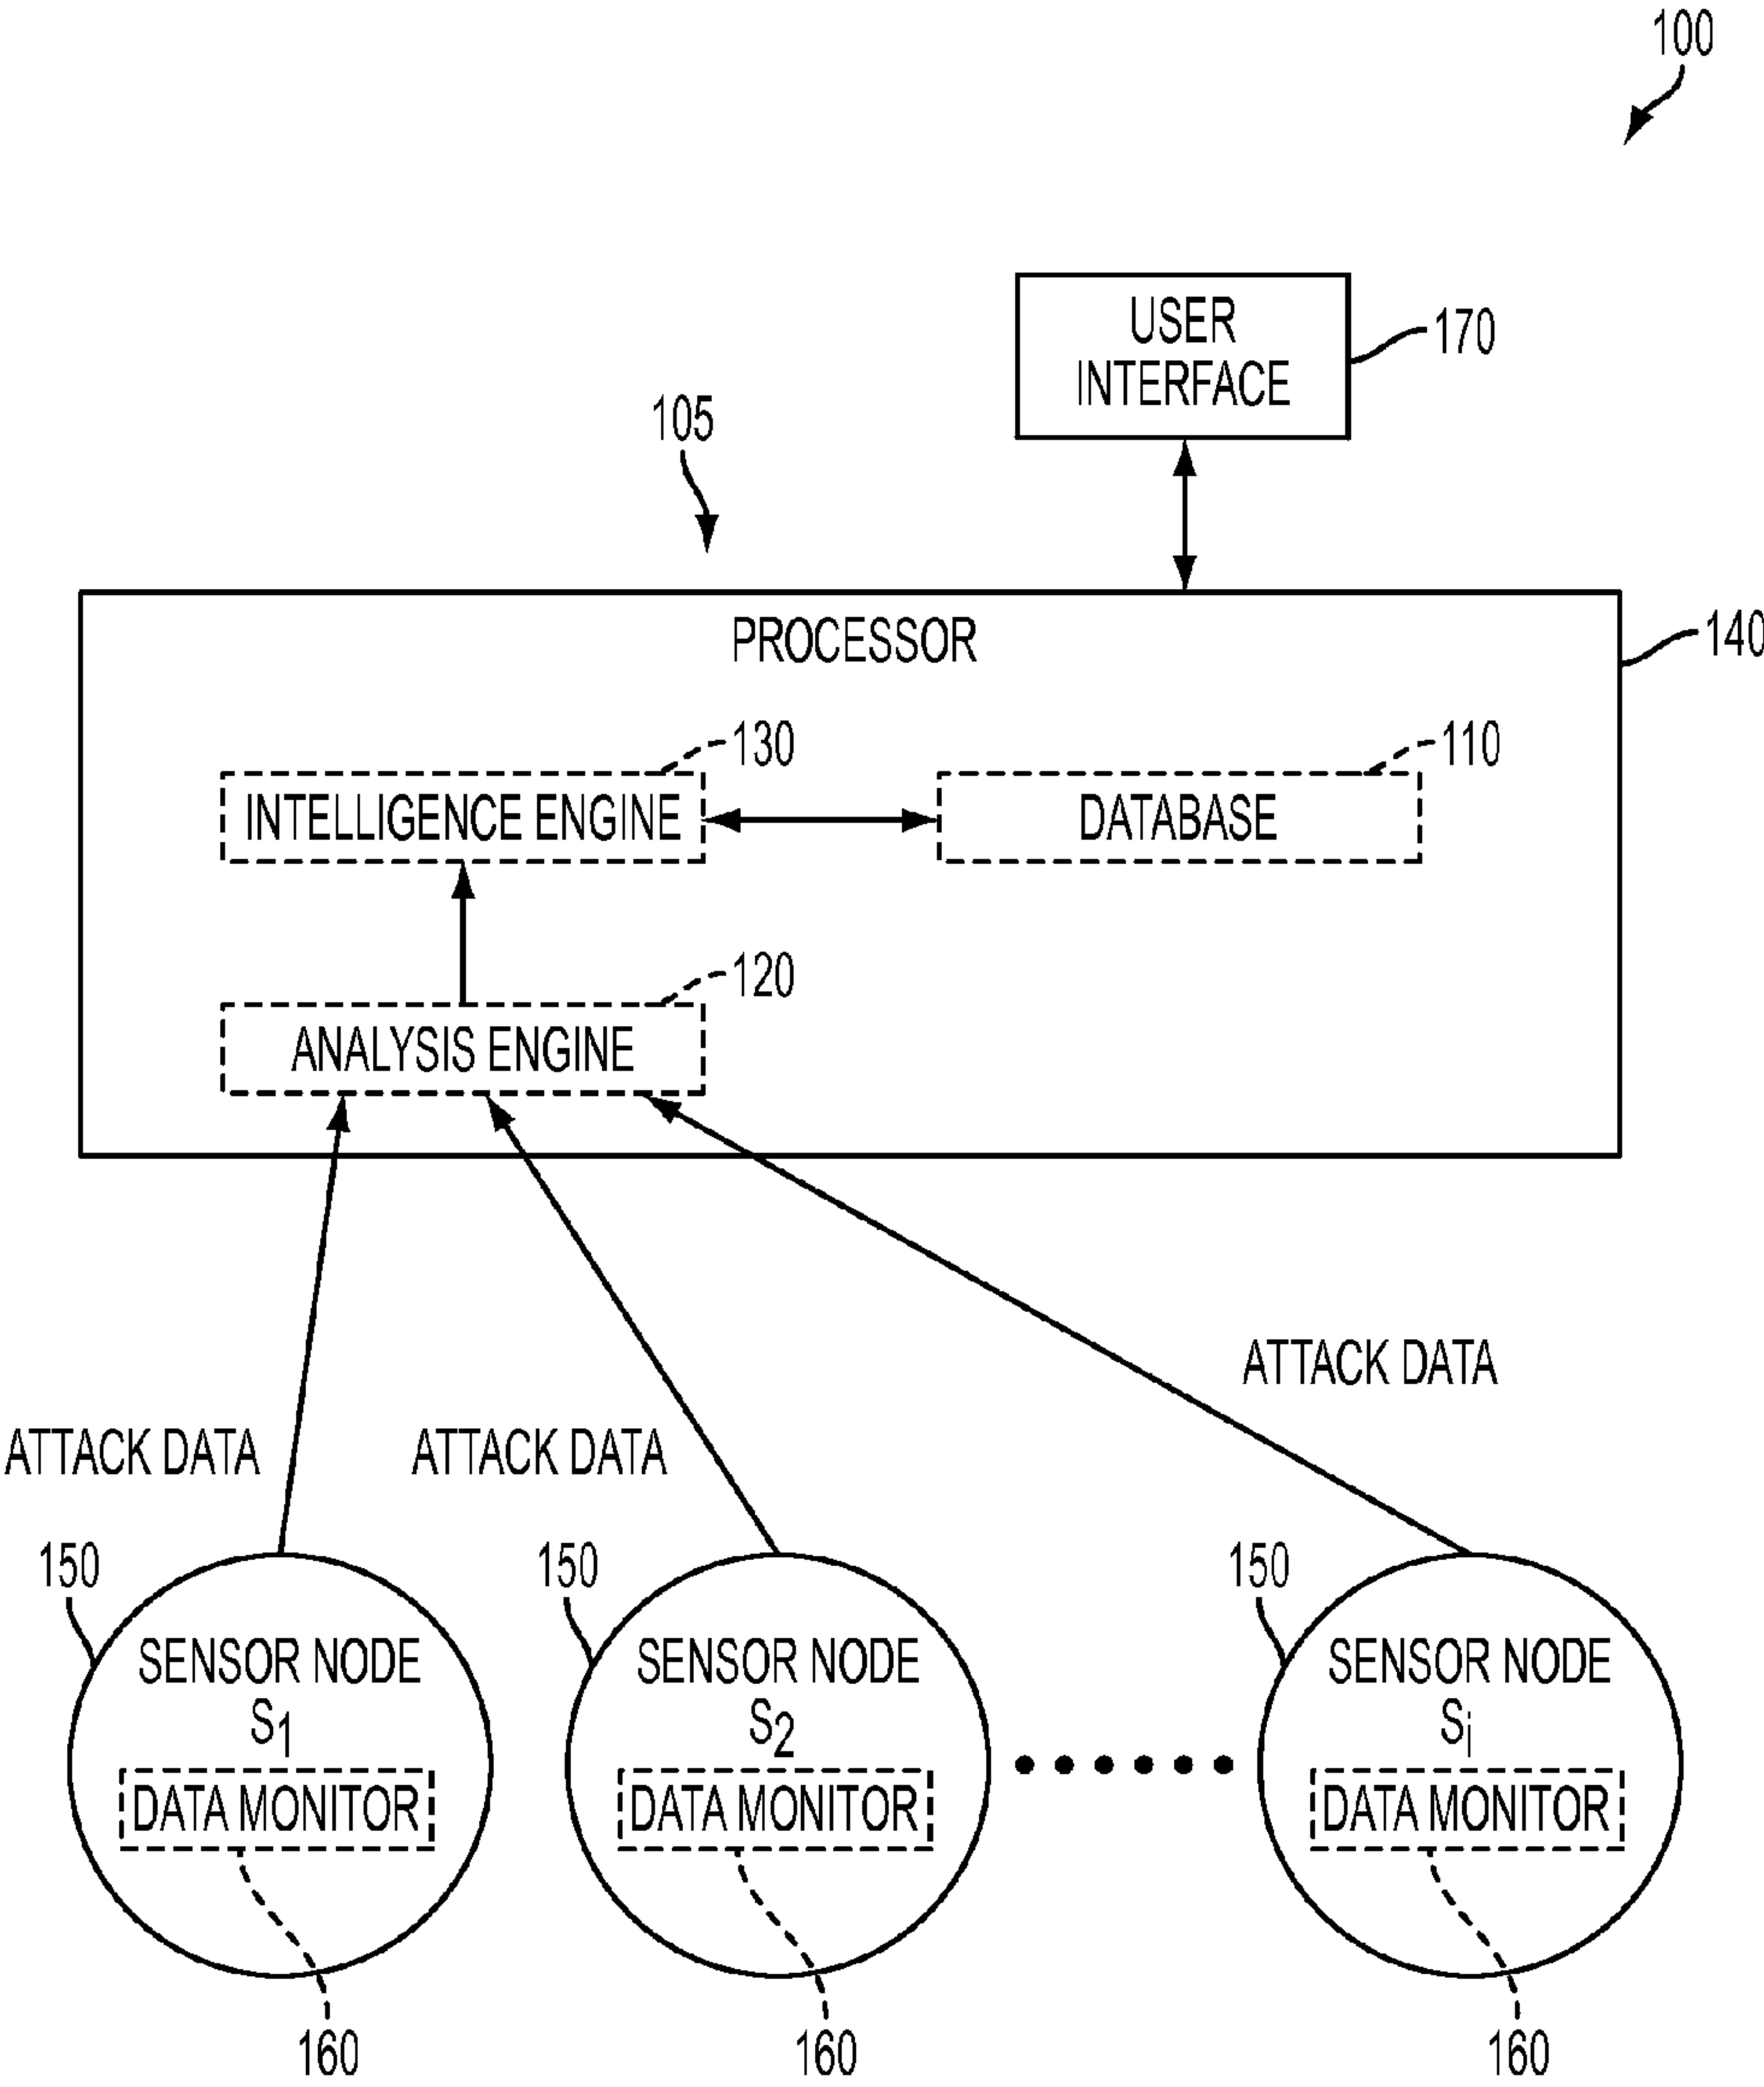 100
USER
INTERFACE
170
105
PROCESSOR
140
130
110
INTELLIGENCE ENGINE
DATABASE
120
ANALYSIS ENGINE
ATTACK DATA
ATTACK DATA
ATTACK DATA
150
150
150
SENSOR NODE
S1
DATA MONITOR
SENSOR NODE
S2
DATA MONITOR
SENSOR NODE
Si
DATA MONITOR
160
160
160